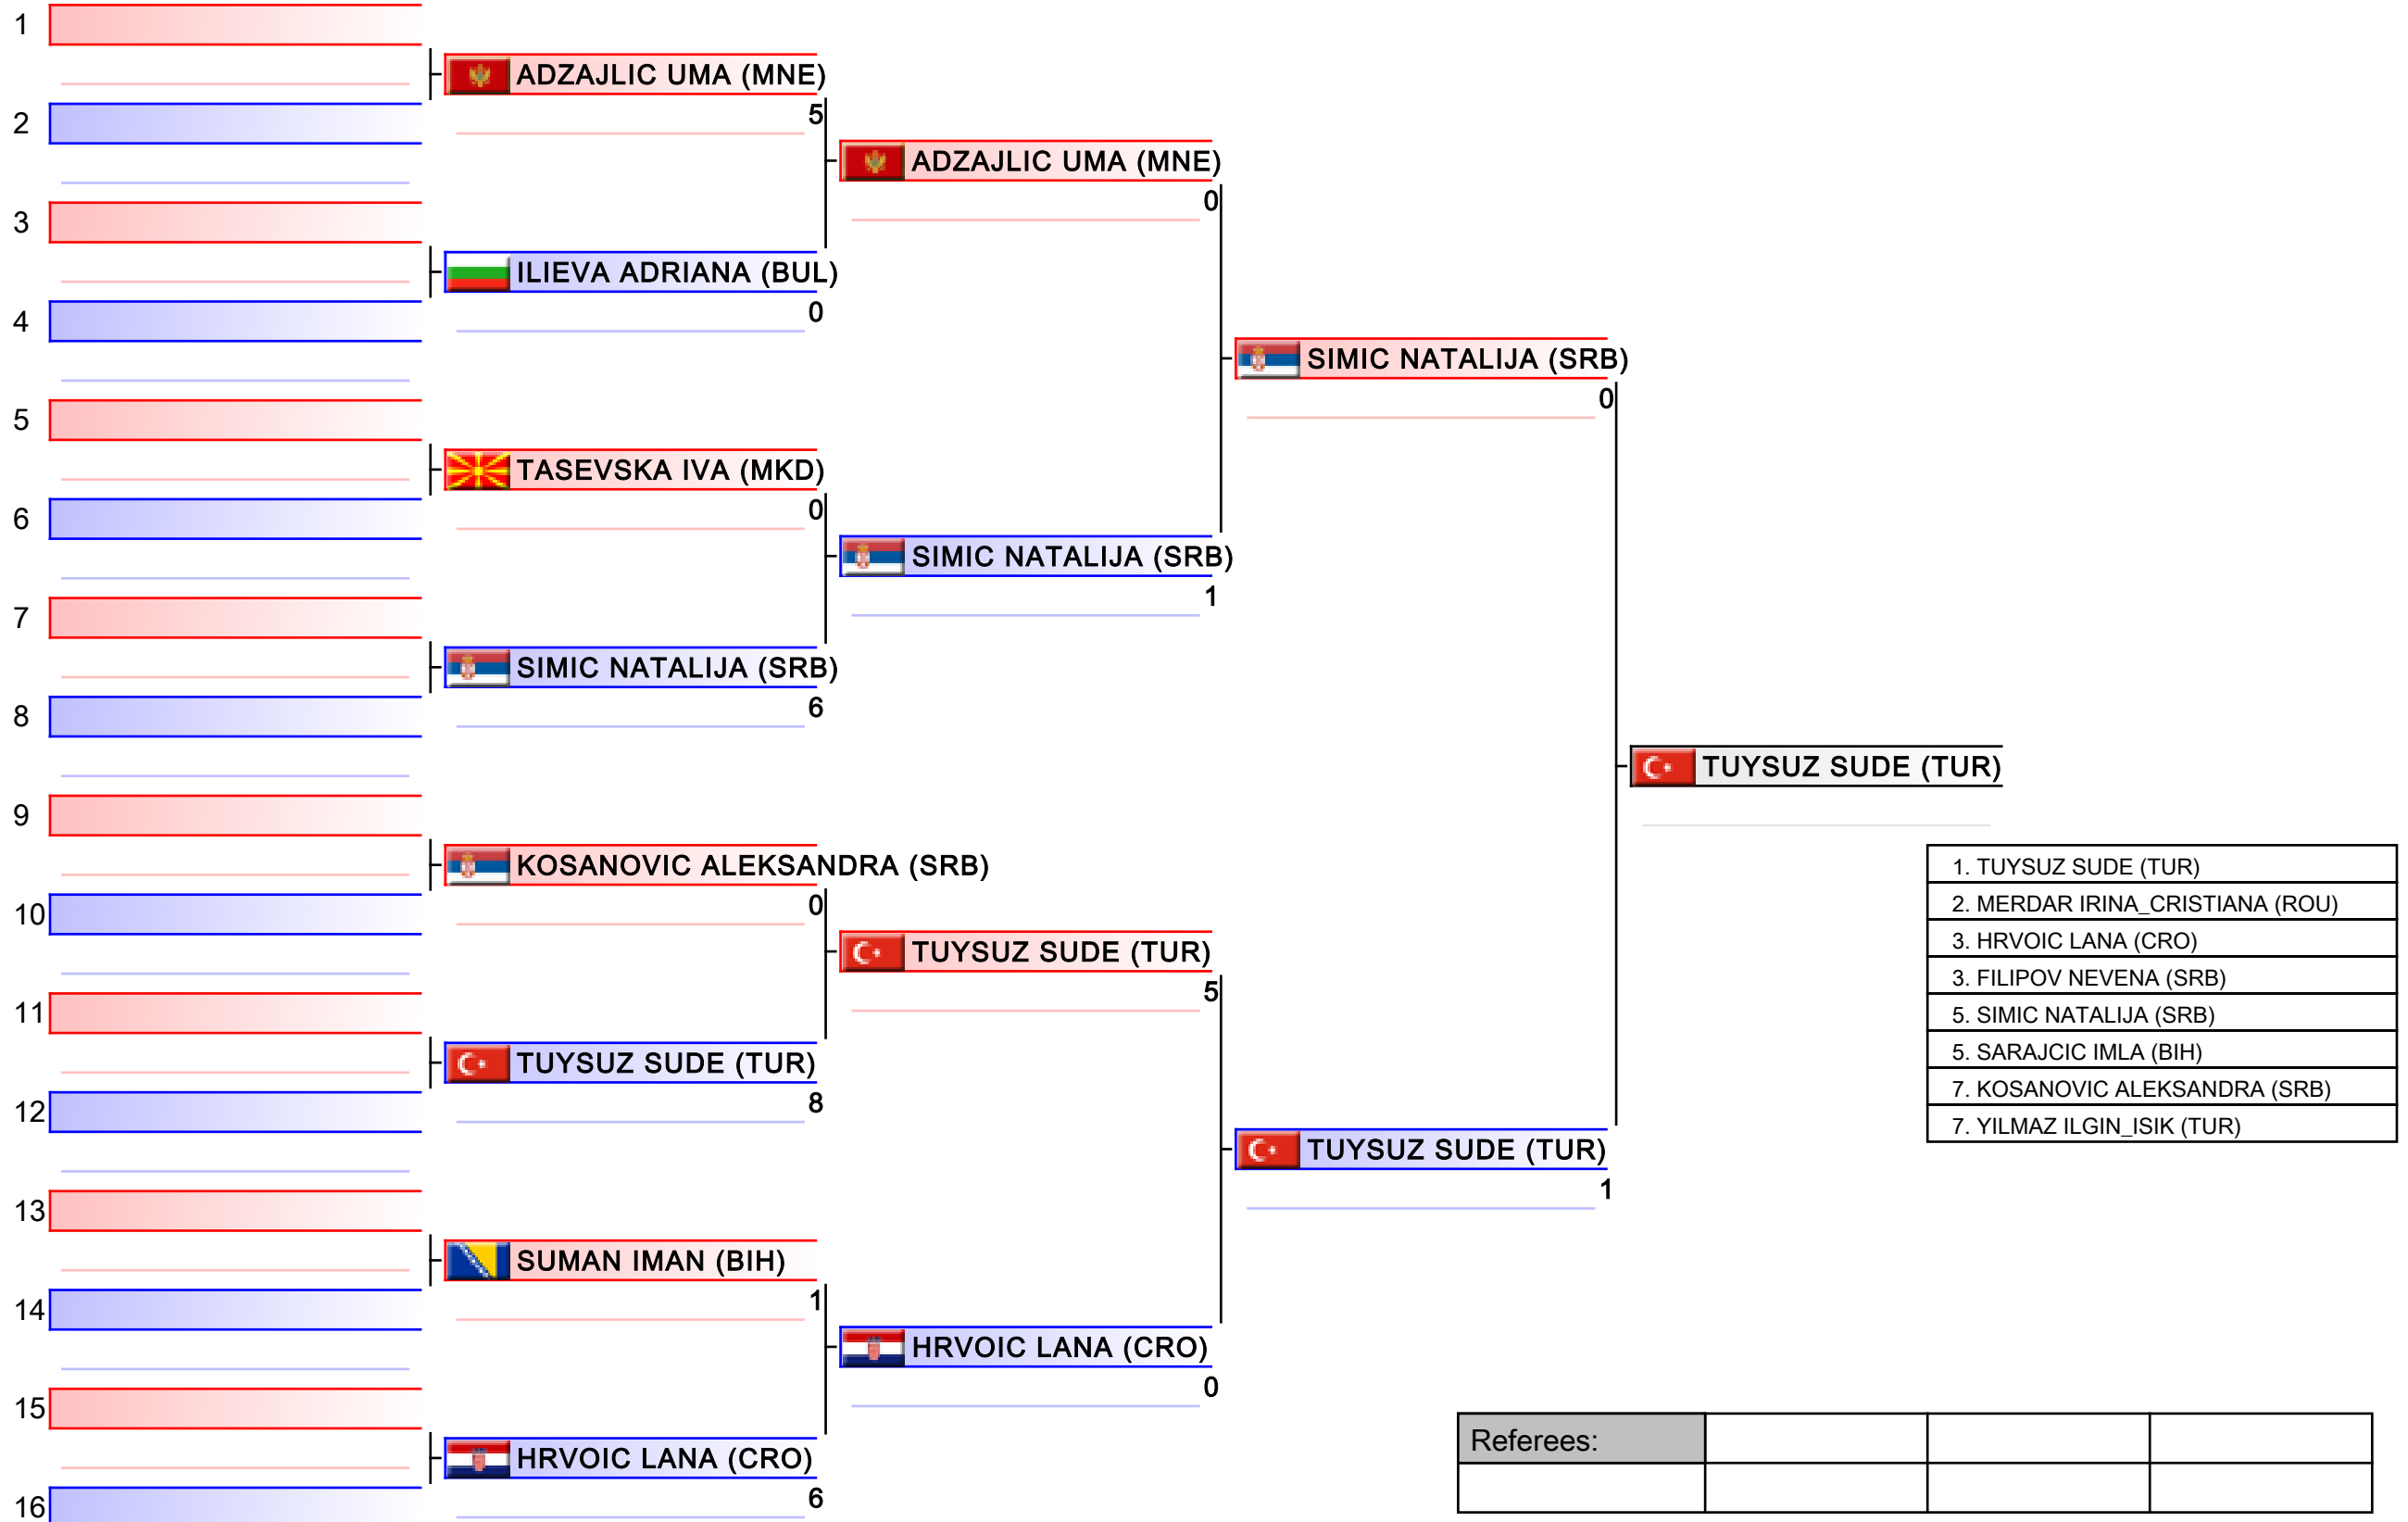 1
ADZAJLIC UMA (MNE)
5
2
ADZAJLIC UMA (MNE)
0
3
ILIEVA ADRIANA (BUL)
0
4
SIMIC NATALIJA (SRB)
0
5
TASEVSKA IVA (MKD)
0
6
SIMIC NATALIJA (SRB)
1
7
SIMIC NATALIJA (SRB)
6
8
TUYSUZ SUDE (TUR)
9
KOSANOVIC ALEKSANDRA (SRB)
0
10
TUYSUZ SUDE (TUR)
5
11
TUYSUZ SUDE (TUR)
8
12
TUYSUZ SUDE (TUR)
1
13
SUMAN IMAN (BIH)
1
14
HRVOIC LANA (CRO)
0
15
HRVOIC LANA (CRO)
6
16
1. TUYSUZ SUDE (TUR)
2. MERDAR IRINA_CRISTIANA (ROU)
3. HRVOIC LANA (CRO)
3. FILIPOV NEVENA (SRB)
5. SIMIC NATALIJA (SRB)
5. SARAJCIC IMLA (BIH)
7. KOSANOVIC ALEKSANDRA (SRB)
7. YILMAZ ILGIN_ISIK (TUR)
Referees: